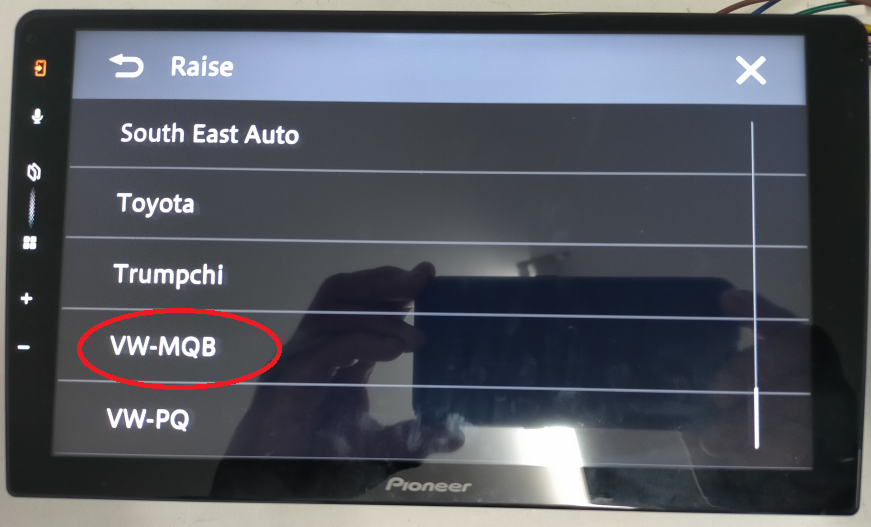 Raise
South East Auto
Toyota
Trumpchi
VW-MQB
VW-PQ
Pioneer